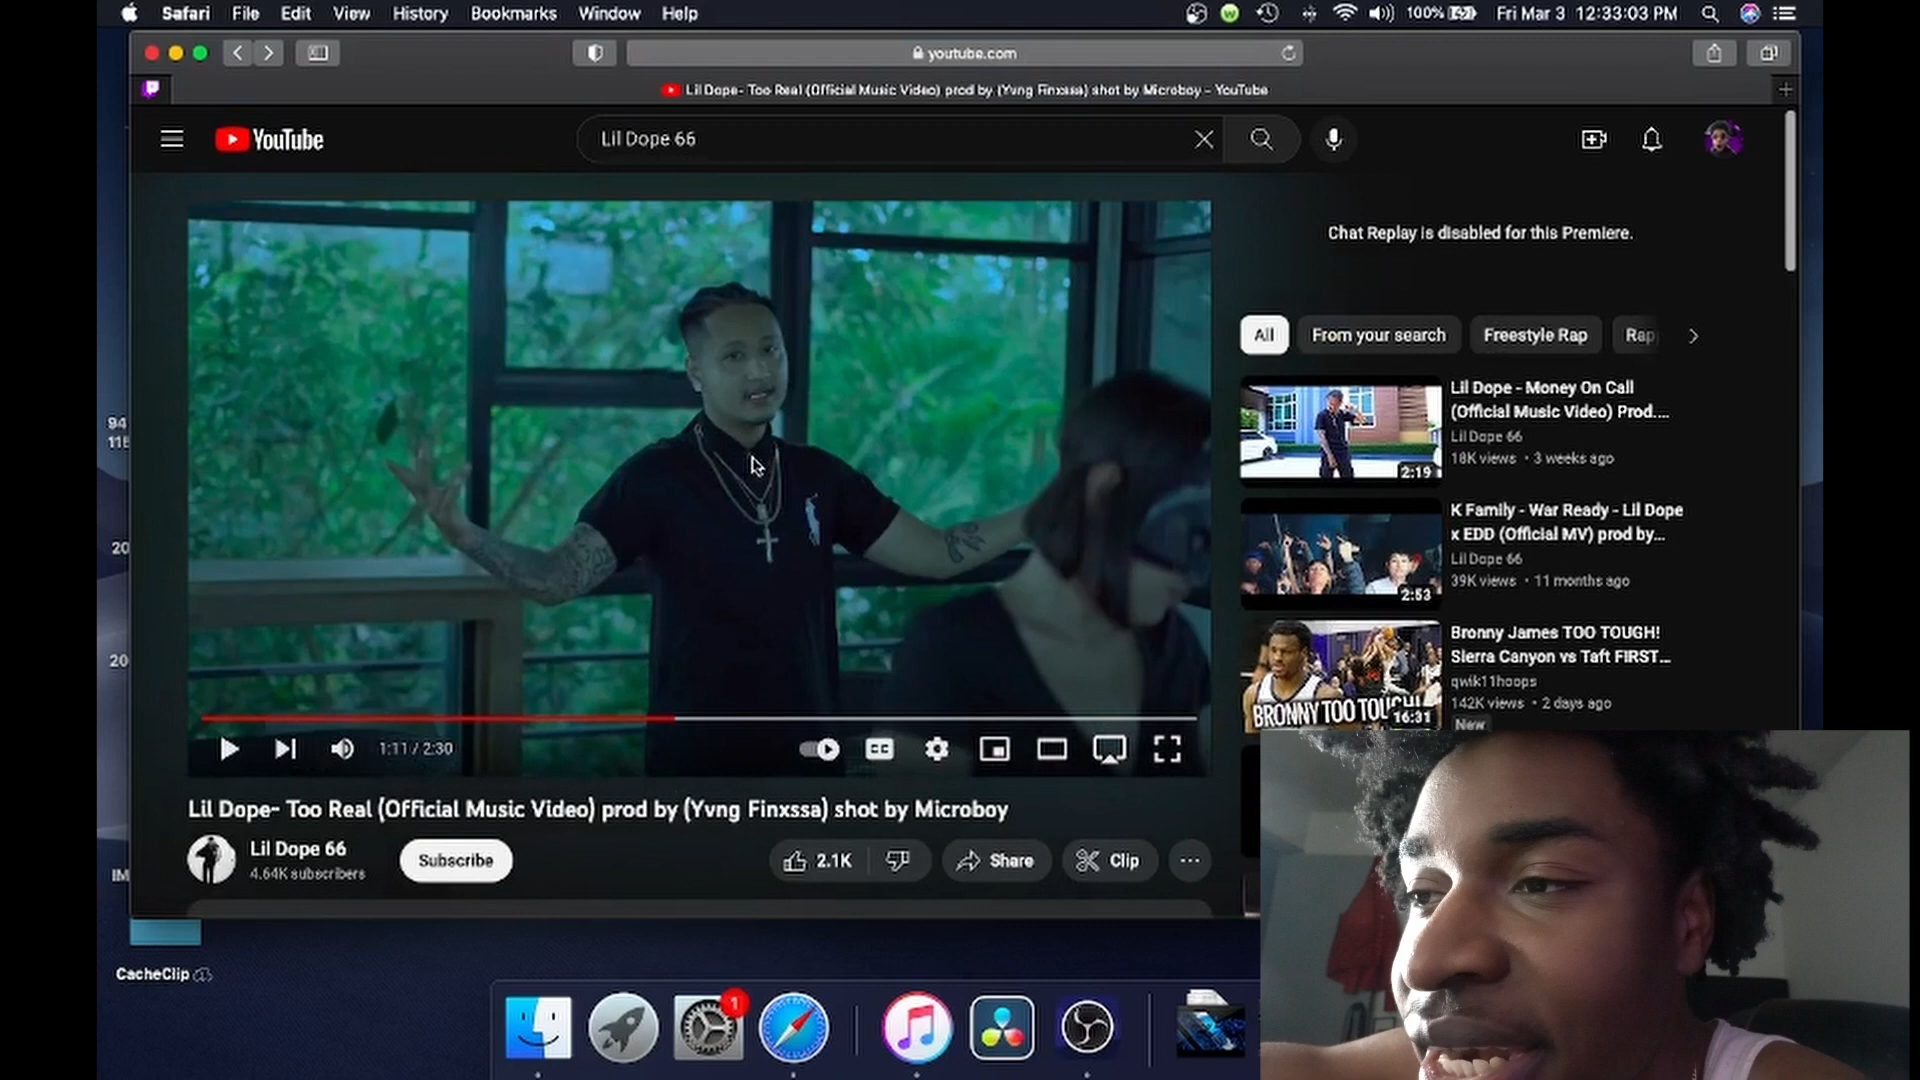 Safari File Edit View History Bookmarks Window Help 100% Fri Mar 3 12:33:03 PM
youtube.com
Lil Dope- Too Real (Official Music Video) prod by (Yvng Finxssa) shot by Microboy - YouTube
YouTube
Lil Dope 66
Chat Replay is disabled for this Premiere.
All From your search Freestyle Rap Rap
Lil Dope - Money On Call
(Official Music Video) Prod....
Lil Dope 66
18K views • 3 weeks ago
2:19
K Family - War Ready - Lil Dope
x EDD (Official MV) prod by...
Lil Dope 66
39K views • 11 months ago
2:53
Bronny James TOO TOUGH!
Sierra Canyon vs Taft FIRST...
qwik11hoops
142K views • 2 days ago
New
16:31
1:11 / 2:30
CC
Lil Dope- Too Real (Official Music Video) prod by (Yvng Finxssa) shot by Microboy
Lil Dope 66
4.64K subscribers
Subscribe
2.1K
Share
Clip
94
20
20
IM
CacheClip
1